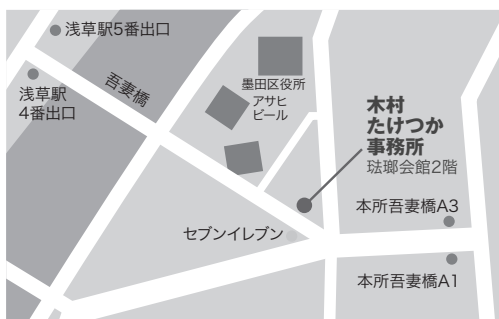 浅草駅5番出口
浅草駅
4番出口
吾妻橋
墨田区役所
アサヒ
ビール
木村
たけつか
事務所
琺瑯会館2階
本所吾妻橋A3
セブンイレブン
本所吾妻橋A1